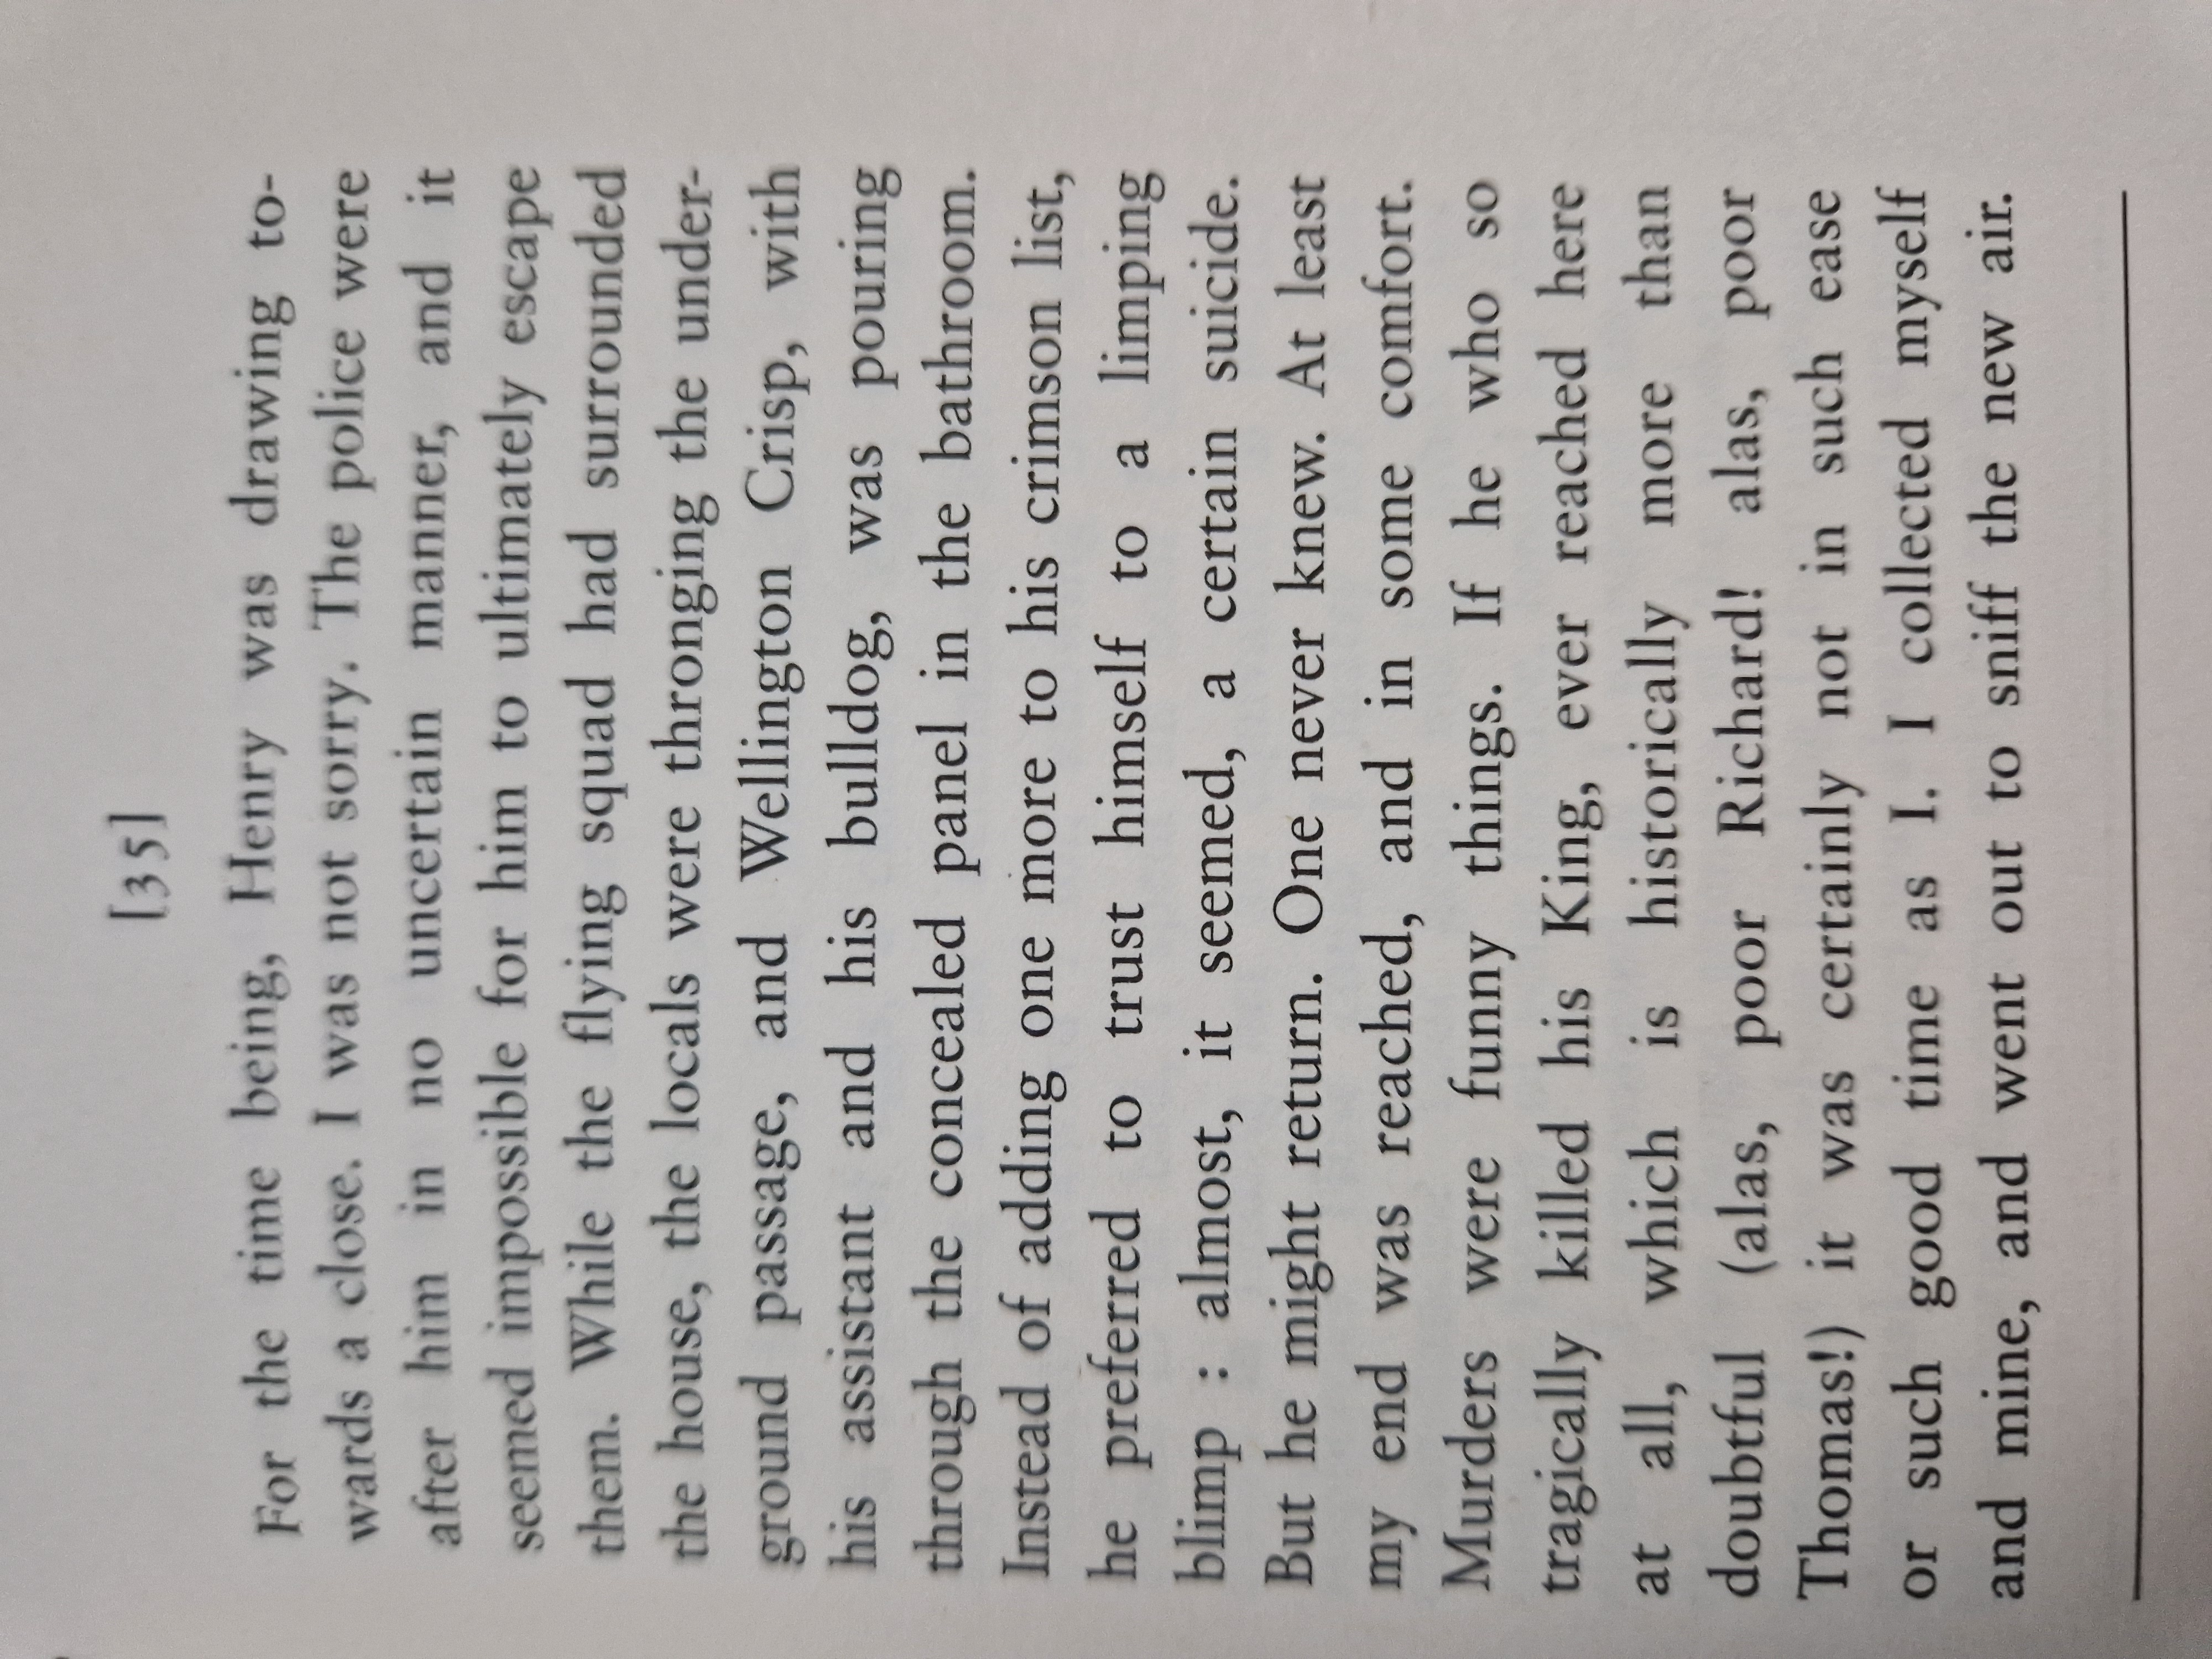 [35]
For the time being, Henry was drawing to-
wards a close. I was not sorry. The police were
after him in no uncertain manner, and it
seemed impossible for him to ultimately escape
them. While the flying squad had surrounded
the house, the locals were thronging the under-
ground passage, and Wellington Crisp, with
his assistant and his bulldog, was pouring
through the concealed panel in the bathroom.
Instead of adding one more to his crimson list,
he preferred to trust himself to a limping
blimp : almost, it seemed, a certain suicide.
But he might return. One never knew. At least
my end was reached, and in some comfort.
Murders were funny things. If he who so
tragically killed his King, ever reached here
at all, which is historically more than
doubtful (alas, poor Richard! alas, poor
Thomas!) it was certainly not in such ease
or such good time as I. I collected myself
and mine, and went out to sniff the new air.